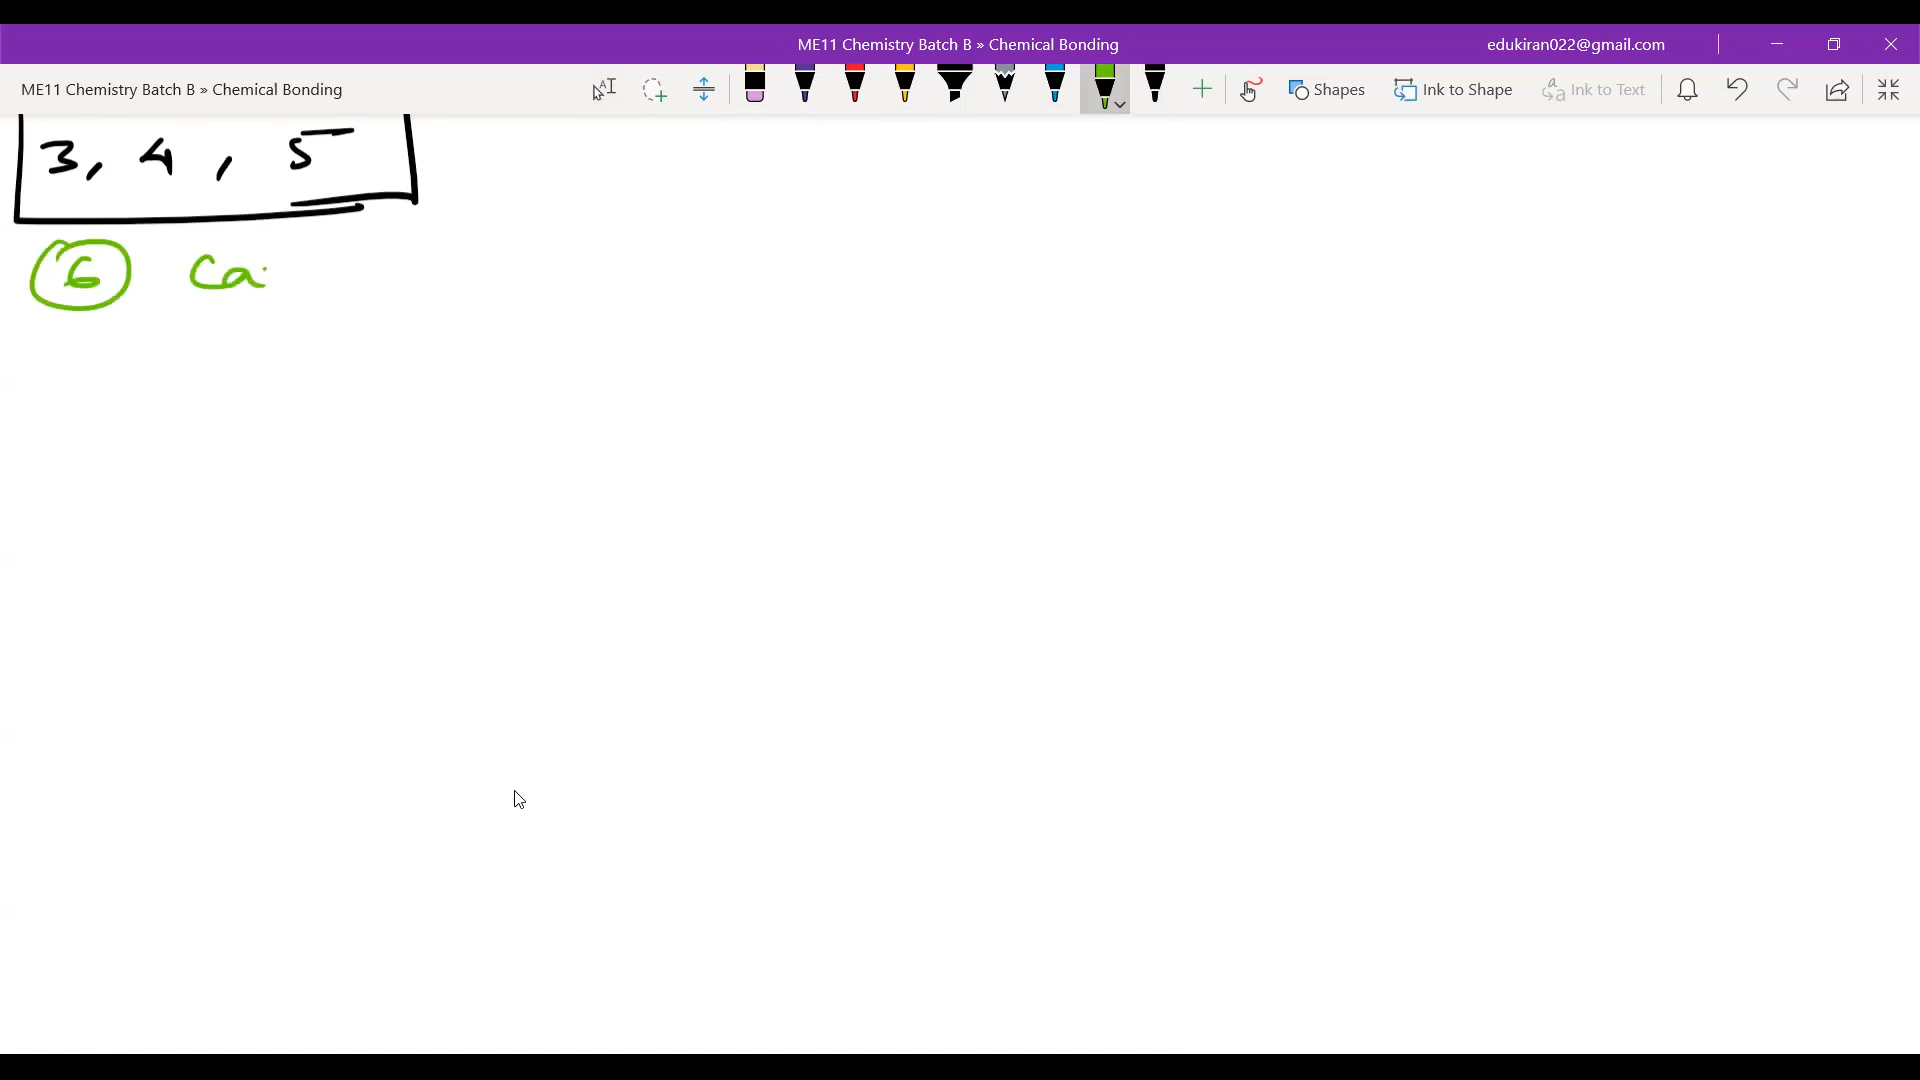 ME11 Chemistry Batch B » Chemical Bonding
edukiran022@gmail.com
ME11 Chemistry Batch B » Chemical Bonding
Shapes
Ink to Shape
Ink to Text
3, 4, 5
6 Ca